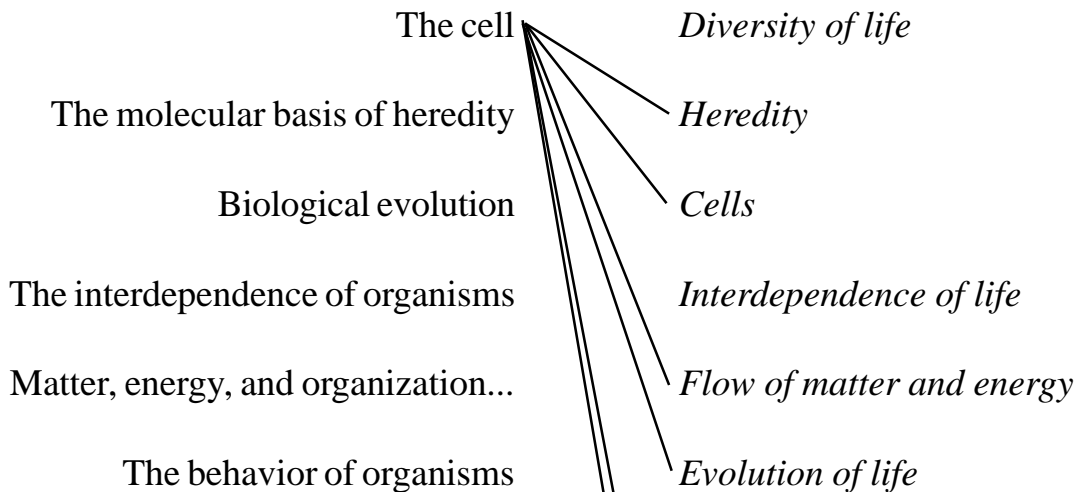 The cell Diversity of life
The molecular basis of heredity Heredity
Biological evolution Cells
The interdependence of organisms Interdependence of life
Matter, energy, and organization... Flow of matter and energy
The behavior of organisms Evolution of life